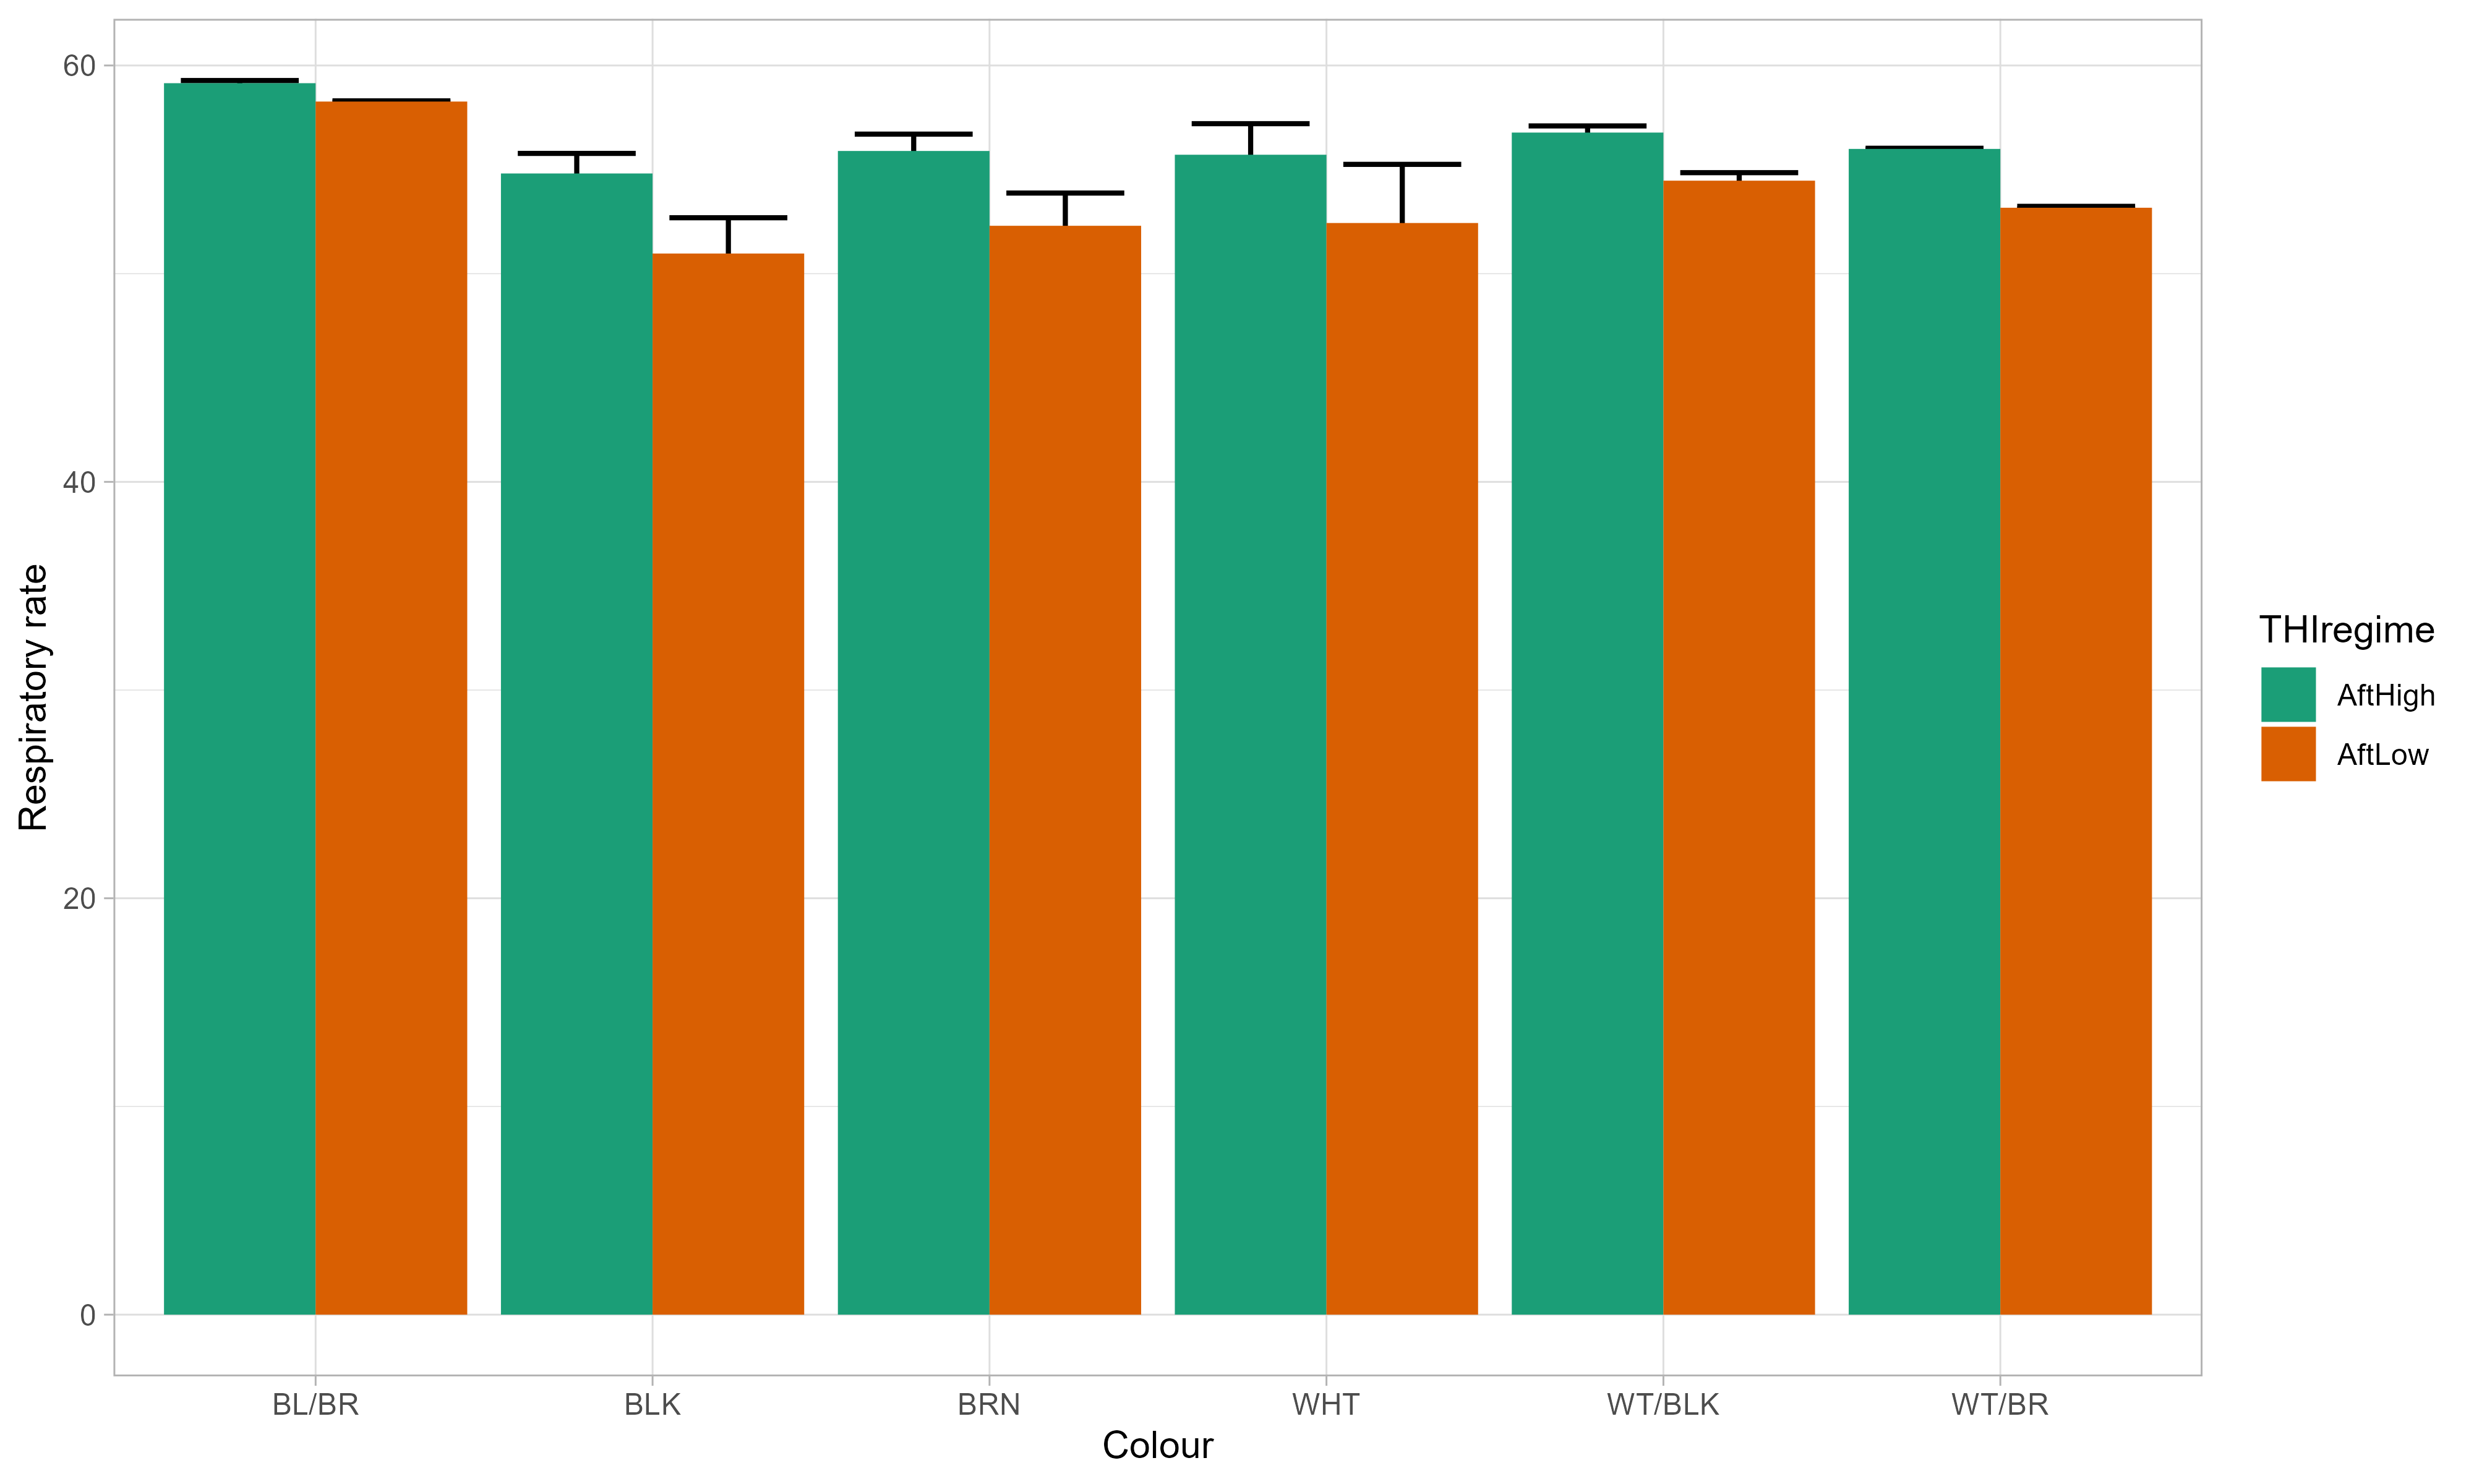 60
40
20
0
Respiratory rate
BL/BR
BLK
BRN
WHT
WT/BLK
WT/BR
Colour
THIregime
AftHigh
AftLow